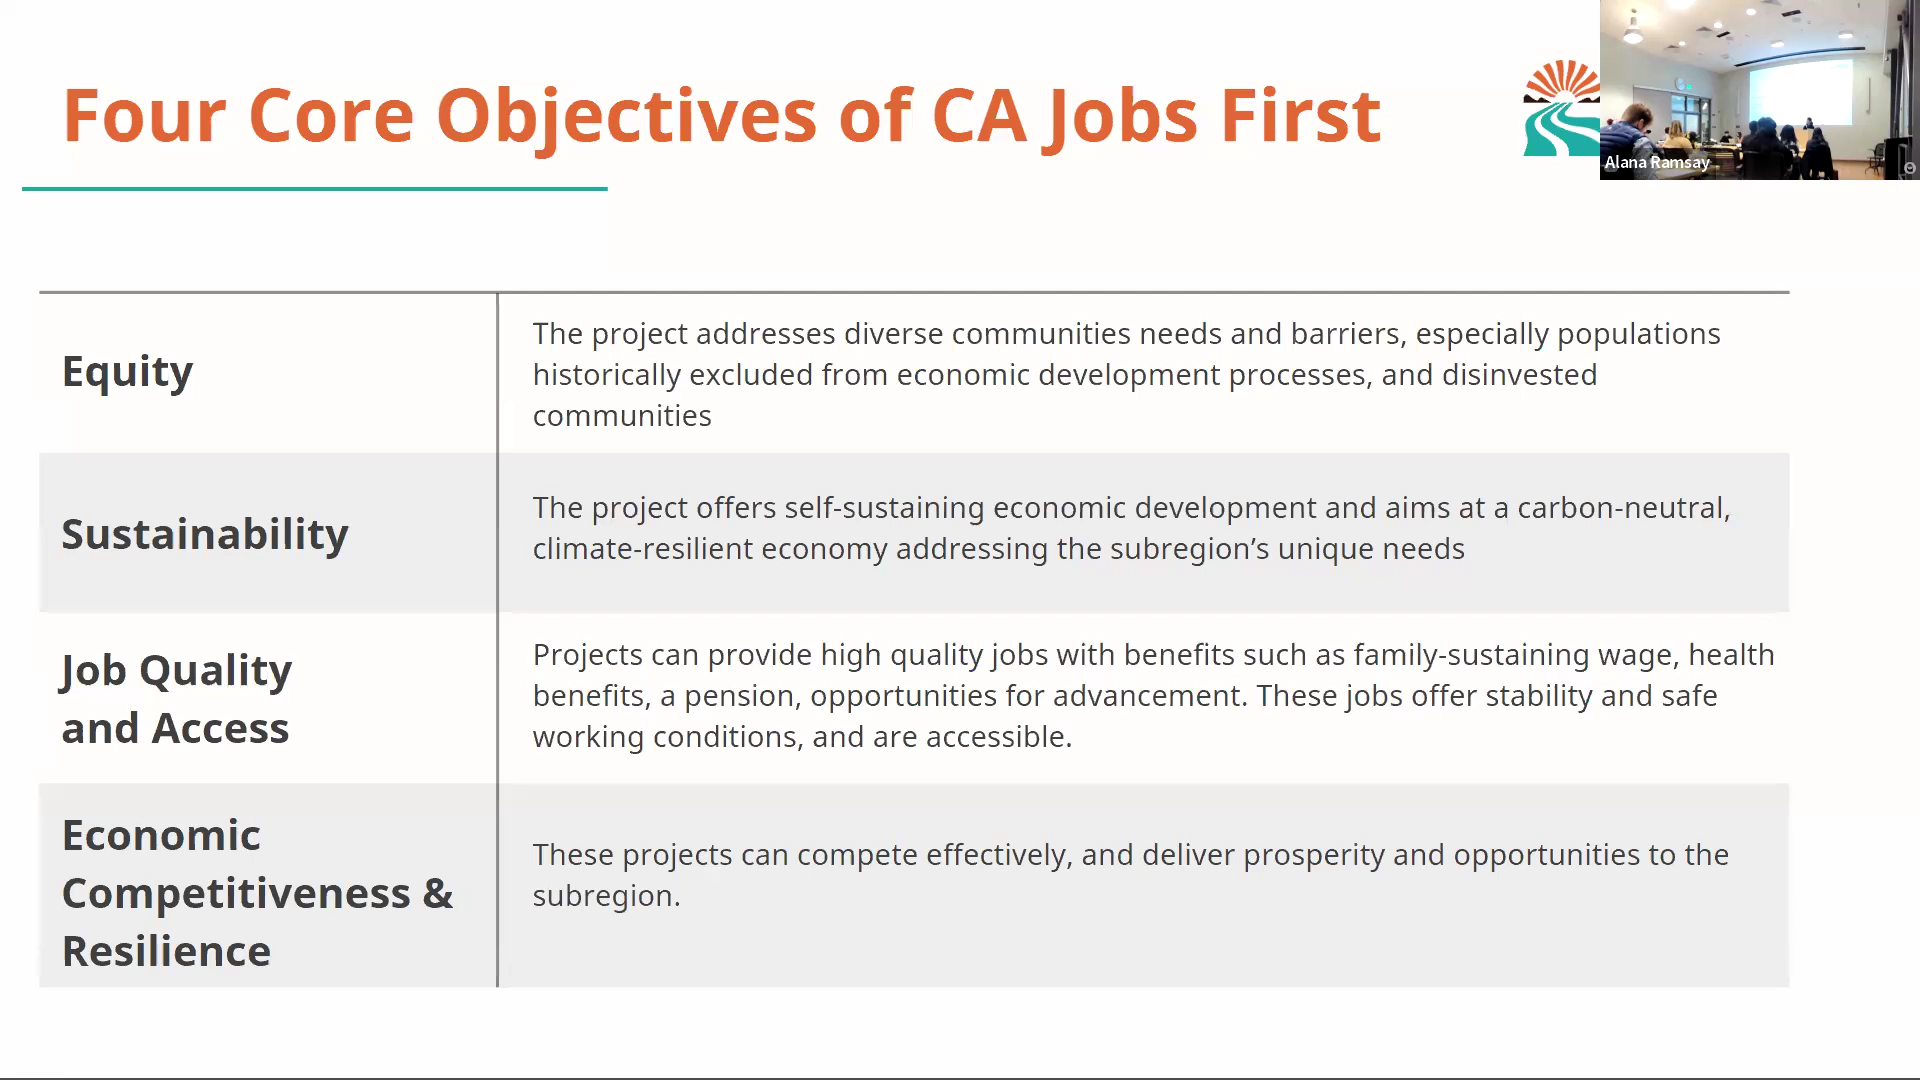 Four Core Objectives of CA Jobs First
Alana Ramsay
Equity
The project addresses diverse communities needs and barriers, especially populations
historically excluded from economic development processes, and disinvested
communities
Sustainability
The project offers self-sustaining economic development and aims at a carbon-neutral,
climate-resilient economy addressing the subregion’s unique needs
Job Quality
and Access
Projects can provide high quality jobs with benefits such as family-sustaining wage, health
benefits, a pension, opportunities for advancement. These jobs offer stability and safe
working conditions, and are accessible.
Economic
Competitiveness &
Resilience
These projects can compete effectively, and deliver prosperity and opportunities to the
subregion.